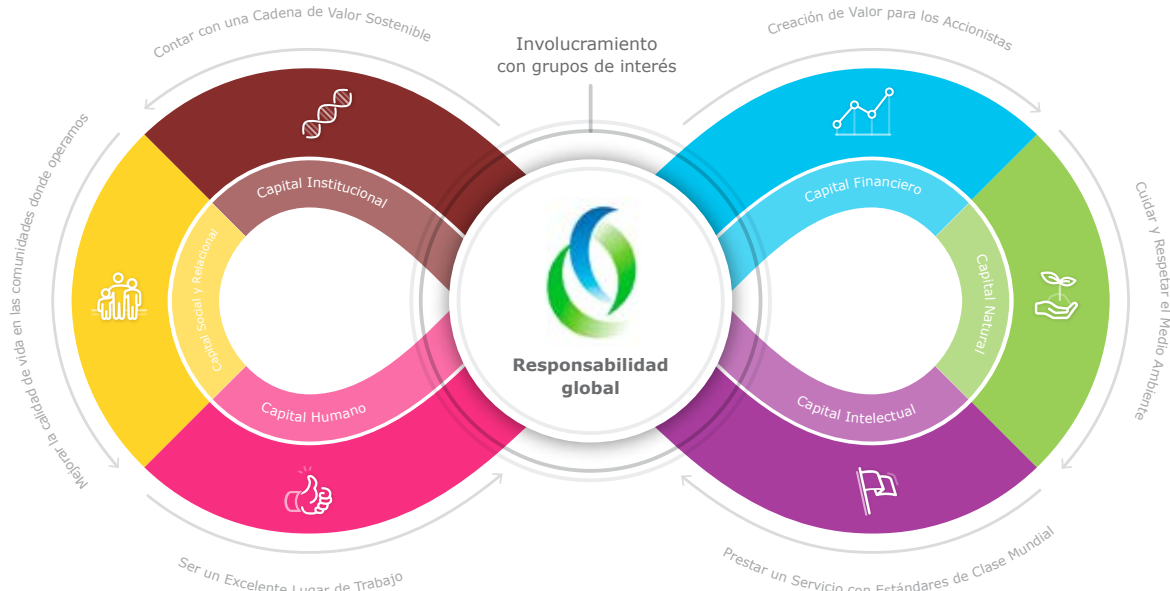 Contar con una Cadena de Valor Sostenible
Involucramiento
con grupos de interés
Creación de Valor para los Accionistas
Capital Institucional
Capital Financiero
Mejorar la calidad de vida en las comunidades donde operamos
Capital Social y Relacional
Responsabilidad
global
Capital Natural
Cuidar y Respetar el Medio Ambiente
Capital Humano
Capital Intelectual
Ser un Excelente Lugar de Trabajo
Prestar un Servicio con Estándares de Clase Mundial